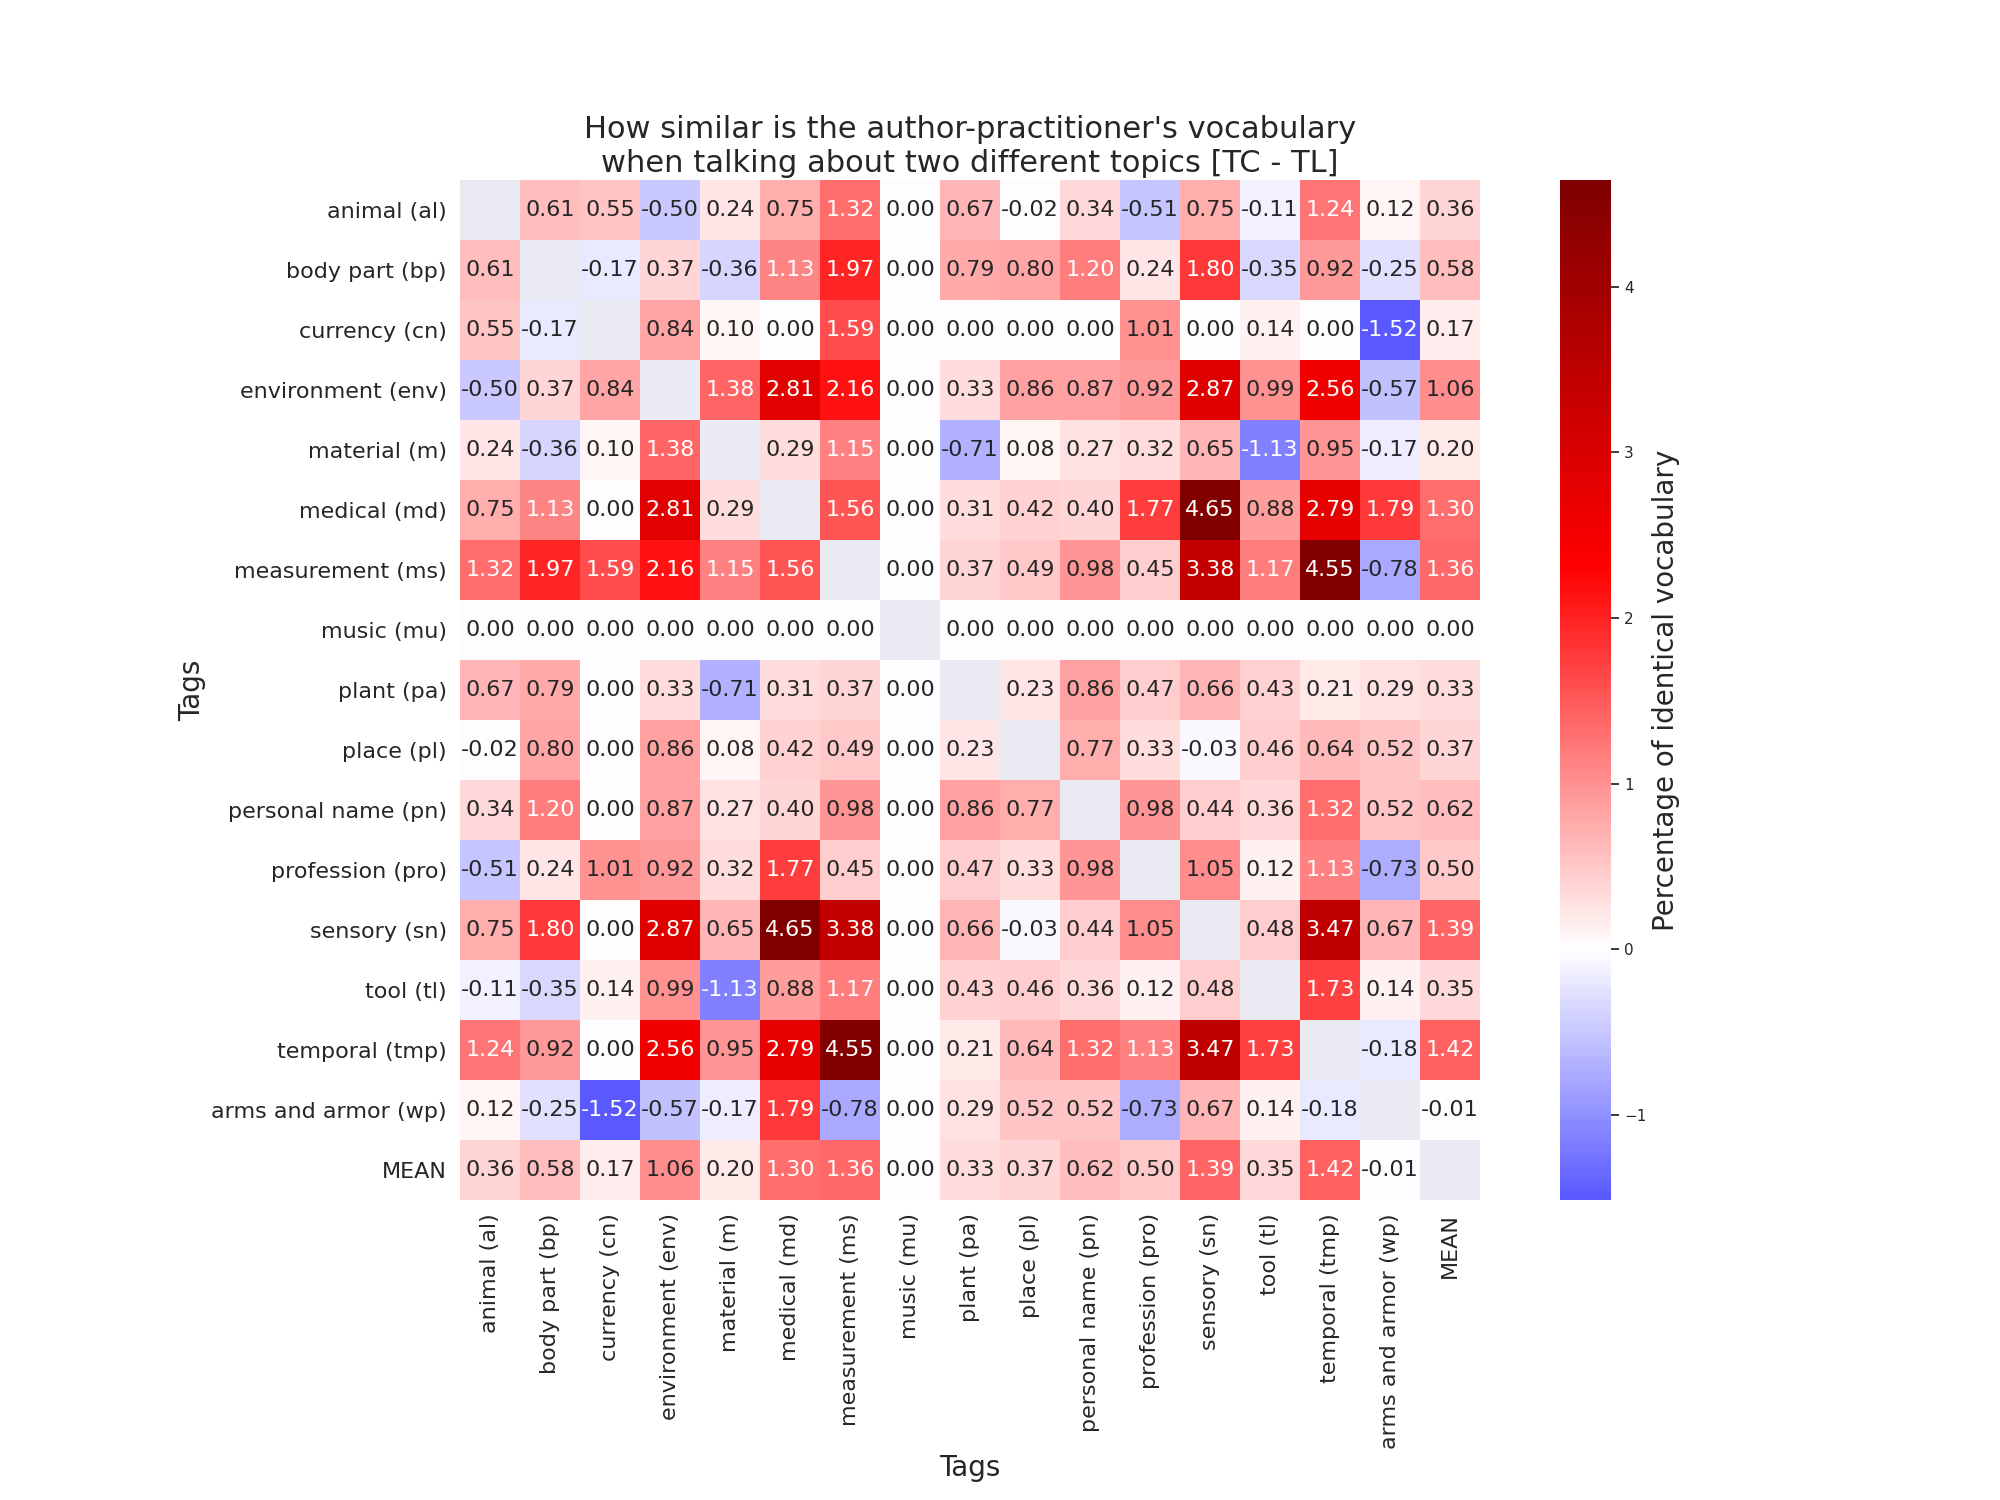 How similar is the author-practitioner's vocabulary
when talking about two different topics [TC - TL]
animal (al) 0.61 0.55 -0.50 0.24 0.75 1.32 0.00 0.67 -0.02 0.34 -0.51 0.75 -0.11 1.24 0.12 0.36
body part (bp) 0.61 -0.17 0.37 -0.36 1.13 1.97 0.00 0.79 0.80 1.20 0.24 1.80 -0.35 0.92 -0.25 0.58
currency (cn) 0.55 -0.17 0.84 0.10 0.00 1.59 0.00 0.00 0.00 0.00 1.01 0.00 0.14 0.00 -1.52 0.17
environment (env) -0.50 0.37 0.84 1.38 2.81 2.16 0.00 0.33 0.86 0.87 0.92 2.87 0.99 2.56 -0.57 1.06
material (m) 0.24 -0.36 0.10 1.38 0.29 1.15 0.00 -0.71 0.08 0.27 0.32 0.65 -1.13 0.95 -0.17 0.20
medical (md) 0.75 1.13 0.00 2.81 0.29 1.56 0.00 0.31 0.42 0.40 1.77 4.65 0.88 2.79 1.79 1.30
measurement (ms) 1.32 1.97 1.59 2.16 1.15 1.56 0.00 0.37 0.49 0.98 0.45 3.38 1.17 4.55 -0.78 1.36
music (mu) 0.00 0.00 0.00 0.00 0.00 0.00 0.00 0.00 0.00 0.00 0.00 0.00 0.00 0.00 0.00 0.00
plant (pa) 0.67 0.79 0.00 0.33 -0.71 0.31 0.37 0.00 0.23 0.86 0.47 0.66 0.43 0.21 0.29 0.33
place (pl) -0.02 0.80 0.00 0.86 0.08 0.42 0.49 0.00 0.23 0.77 0.33 -0.03 0.46 0.64 0.52 0.37
personal name (pn) 0.34 1.20 0.00 0.87 0.27 0.40 0.98 0.00 0.86 0.77 0.98 0.44 0.36 1.32 0.52 0.62
profession (pro) -0.51 0.24 1.01 0.92 0.32 1.77 0.45 0.00 0.47 0.33 0.98 1.05 0.12 1.13 -0.73 0.50
sensory (sn) 0.75 1.80 0.00 2.87 0.65 4.65 3.38 0.00 0.66 -0.03 0.44 1.05 0.48 3.47 0.67 1.39
tool (tl) -0.11 -0.35 0.14 0.99 -1.13 0.88 1.17 0.00 0.43 0.46 0.36 0.12 0.48 1.73 0.14 0.35
temporal (tmp) 1.24 0.92 0.00 2.56 0.95 2.79 4.55 0.00 0.21 0.64 1.32 1.13 3.47 1.73 -0.18 1.42
arms and armor (wp) 0.12 -0.25 -1.52 -0.57 -0.17 1.79 -0.78 0.00 0.29 0.52 0.52 -0.73 0.67 0.14 -0.18 -0.01
MEAN 0.36 0.58 0.17 1.06 0.20 1.30 1.36 0.00 0.33 0.37 0.62 0.50 1.39 0.35 1.42 -0.01
Tags
animal (al)
body part (bp)
currency (cn)
environment (env)
material (m)
medical (md)
measurement (ms)
music (mu)
plant (pa)
place (pl)
personal name (pn)
profession (pro)
sensory (sn)
tool (tl)
temporal (tmp)
arms and armor (wp)
MEAN
Tags
4
3
2
1
0
−1
Percentage of identical vocabulary